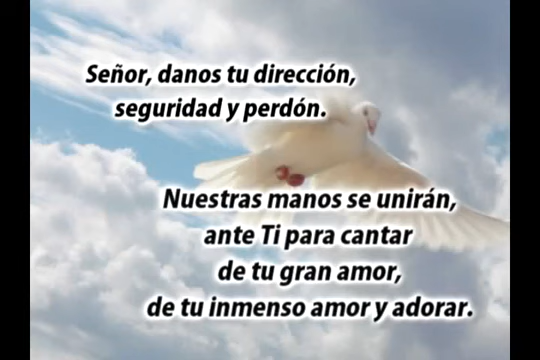 Señor, danos tu dirección,
seguridad y perdón.
Nuestras manos se unirán,
ante Ti para cantar
de tu gran amor,
de tu inmenso amor y adorar.